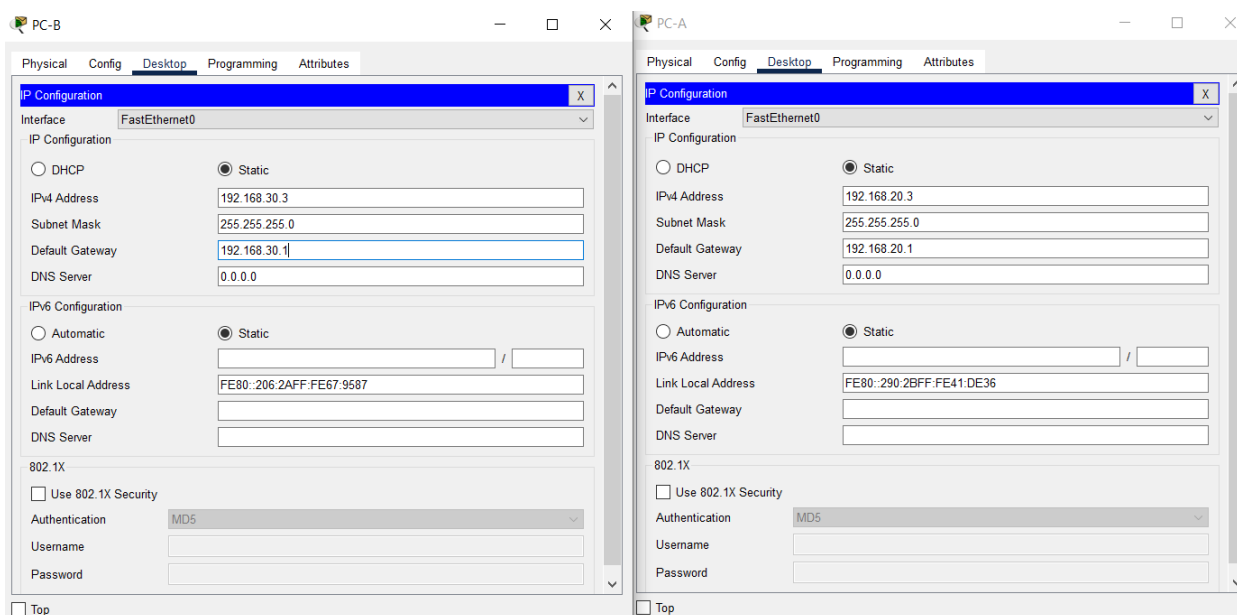 PC-B
Physical Config Desktop Programming Attributes
IP Configuration X
Interface FastEthernet0
IP Configuration
DHCP Static
IPv4 Address 192.168.30.3
Subnet Mask 255.255.255.0
Default Gateway 192.168.30.1
DNS Server 0.0.0.0
IPv6 Configuration
Automatic Static
IPv6 Address /
Link Local Address FE80::206:2AFF:FE67:9587
Default Gateway
DNS Server
802.1X
Use 802.1X Security
Authentication MD5
Username
Password
Top
PC-A
Physical Config Desktop Programming Attributes
IP Configuration X
Interface FastEthernet0
IP Configuration
DHCP Static
IPv4 Address 192.168.20.3
Subnet Mask 255.255.255.0
Default Gateway 192.168.20.1
DNS Server 0.0.0.0
IPv6 Configuration
Automatic Static
IPv6 Address /
Link Local Address FE80::290:2BFF:FE41:DE36
Default Gateway
DNS Server
802.1X
Use 802.1X Security
Authentication MD5
Username
Password
Top